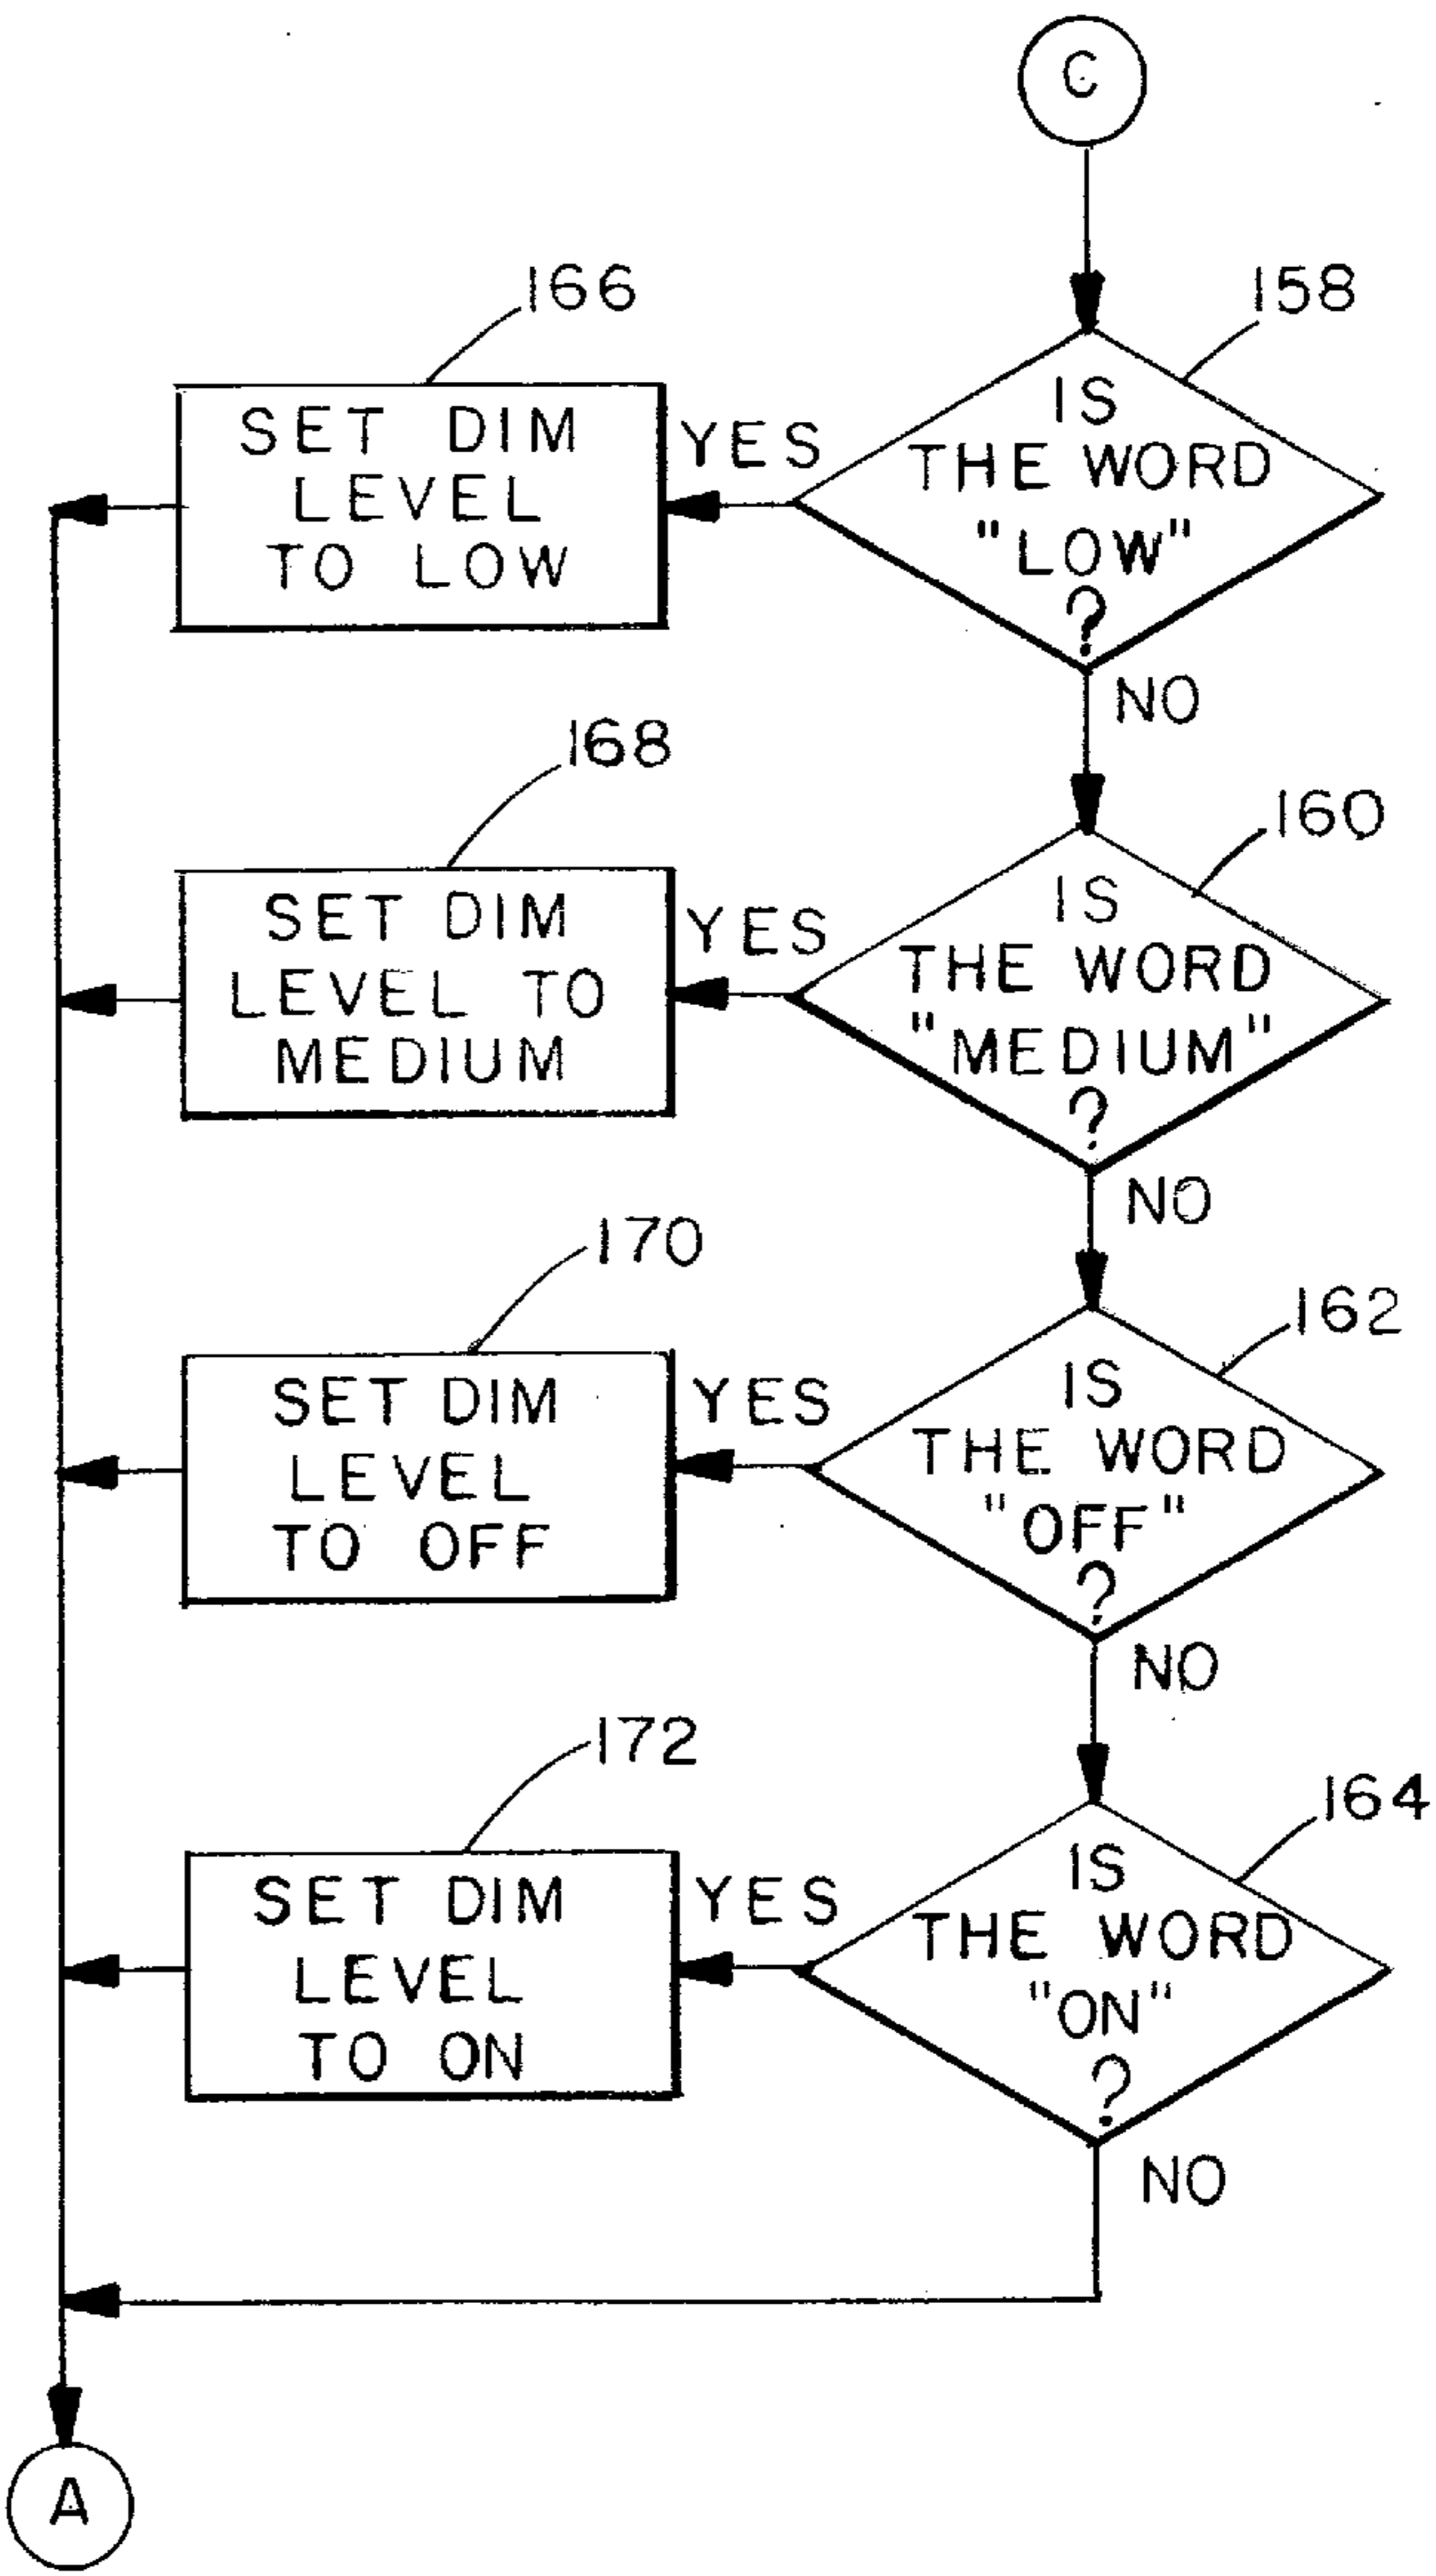 C
166
158
SET DIM
LEVEL
TO LOW
YES
IS
THE WORD
"LOW"
?
NO
168
160
SET DIM
LEVEL TO
MEDIUM
YES
IS
THE WORD
"MEDIUM"
?
NO
170
162
SET DIM
LEVEL
TO OFF
YES
IS
THE WORD
"OFF"
?
NO
172
164
SET DIM
LEVEL
TO ON
YES
IS
THE WORD
"ON"
?
NO
A